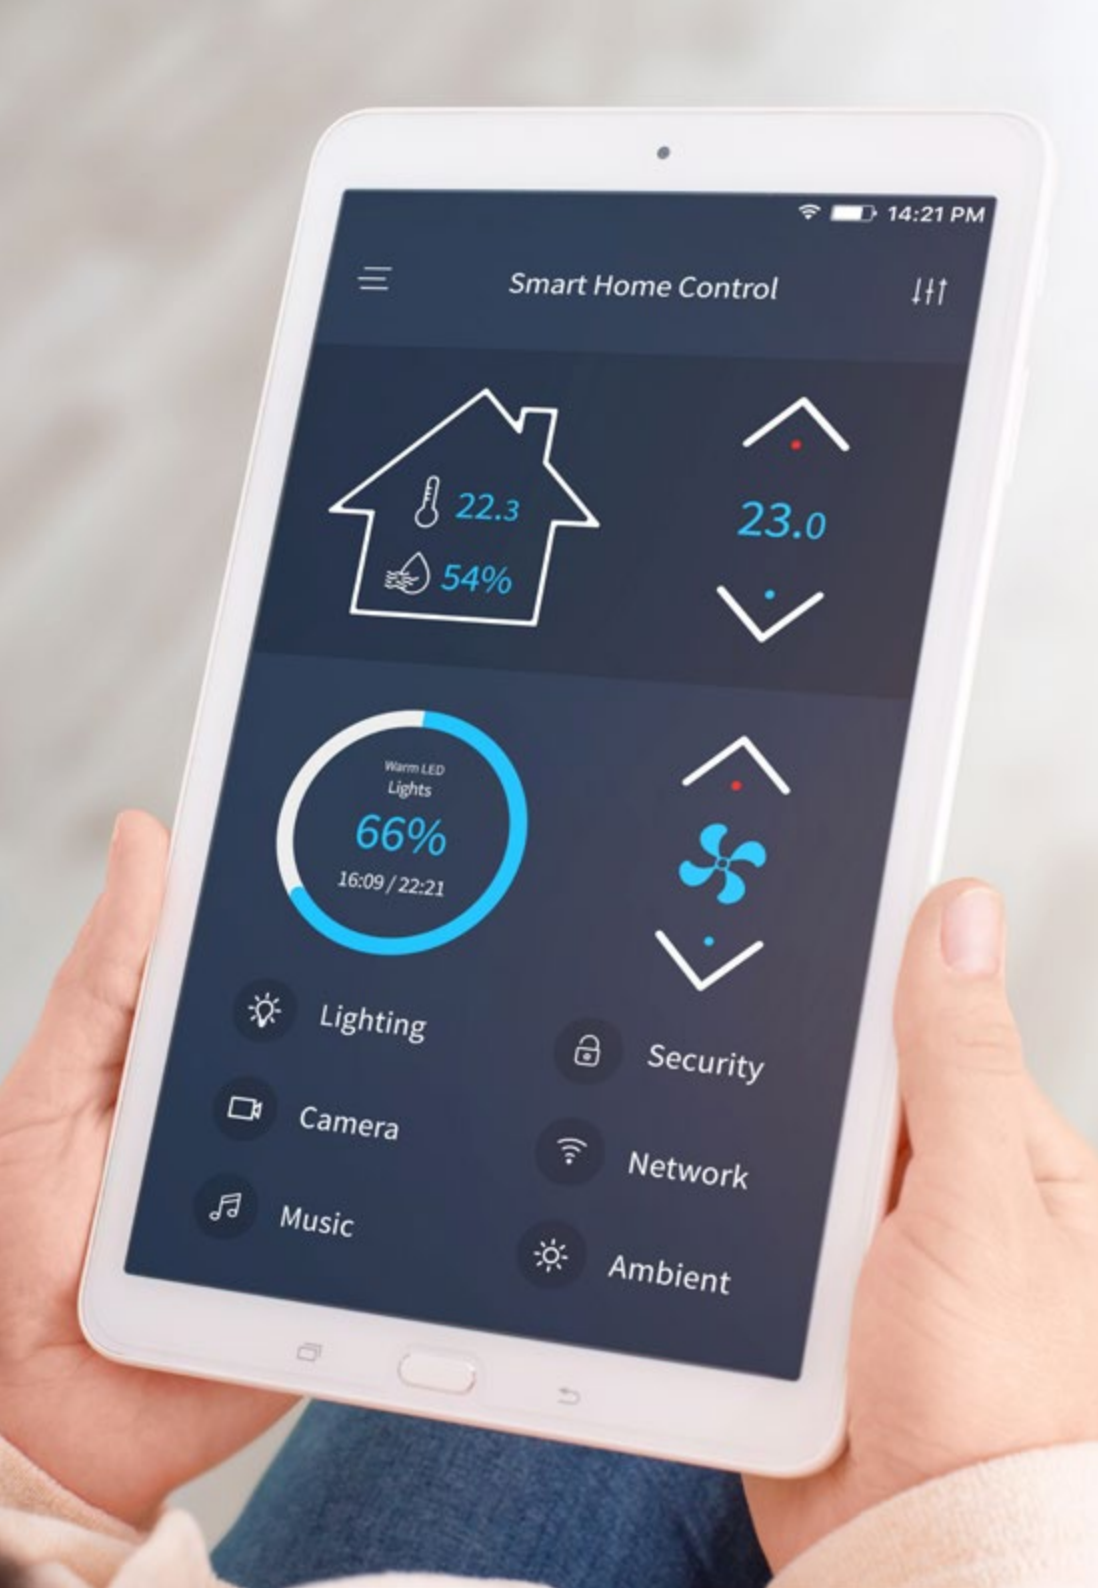 14:21 PM
Smart Home Control
22.3
54%
23.0
Warm LED
Lights
66%
16:09 / 22:21
Lighting
Security
Camera
Network
Music
Ambient